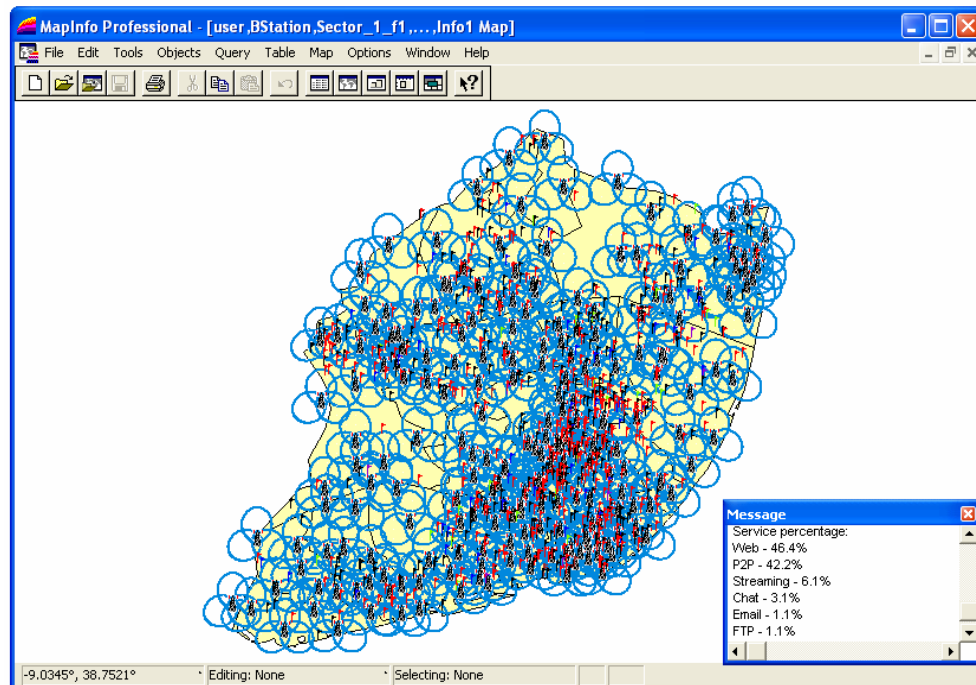 MapInfo Professional - [user,BStation,Sector_1_f1,...,Info1 Map]
File Edit Tools Objects Query Table Map Options Window Help
Message
Service percentage:
Web - 46.4%
P2P - 42.2%
Streaming - 6.1%
Chat - 3.1%
Email - 1.1%
FTP - 1.1%
-9.0345°, 38.7521° Editing: None Selecting: None